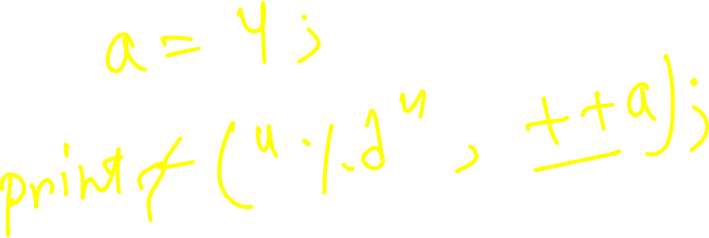 a = 4;
printf ("%d", ++a);